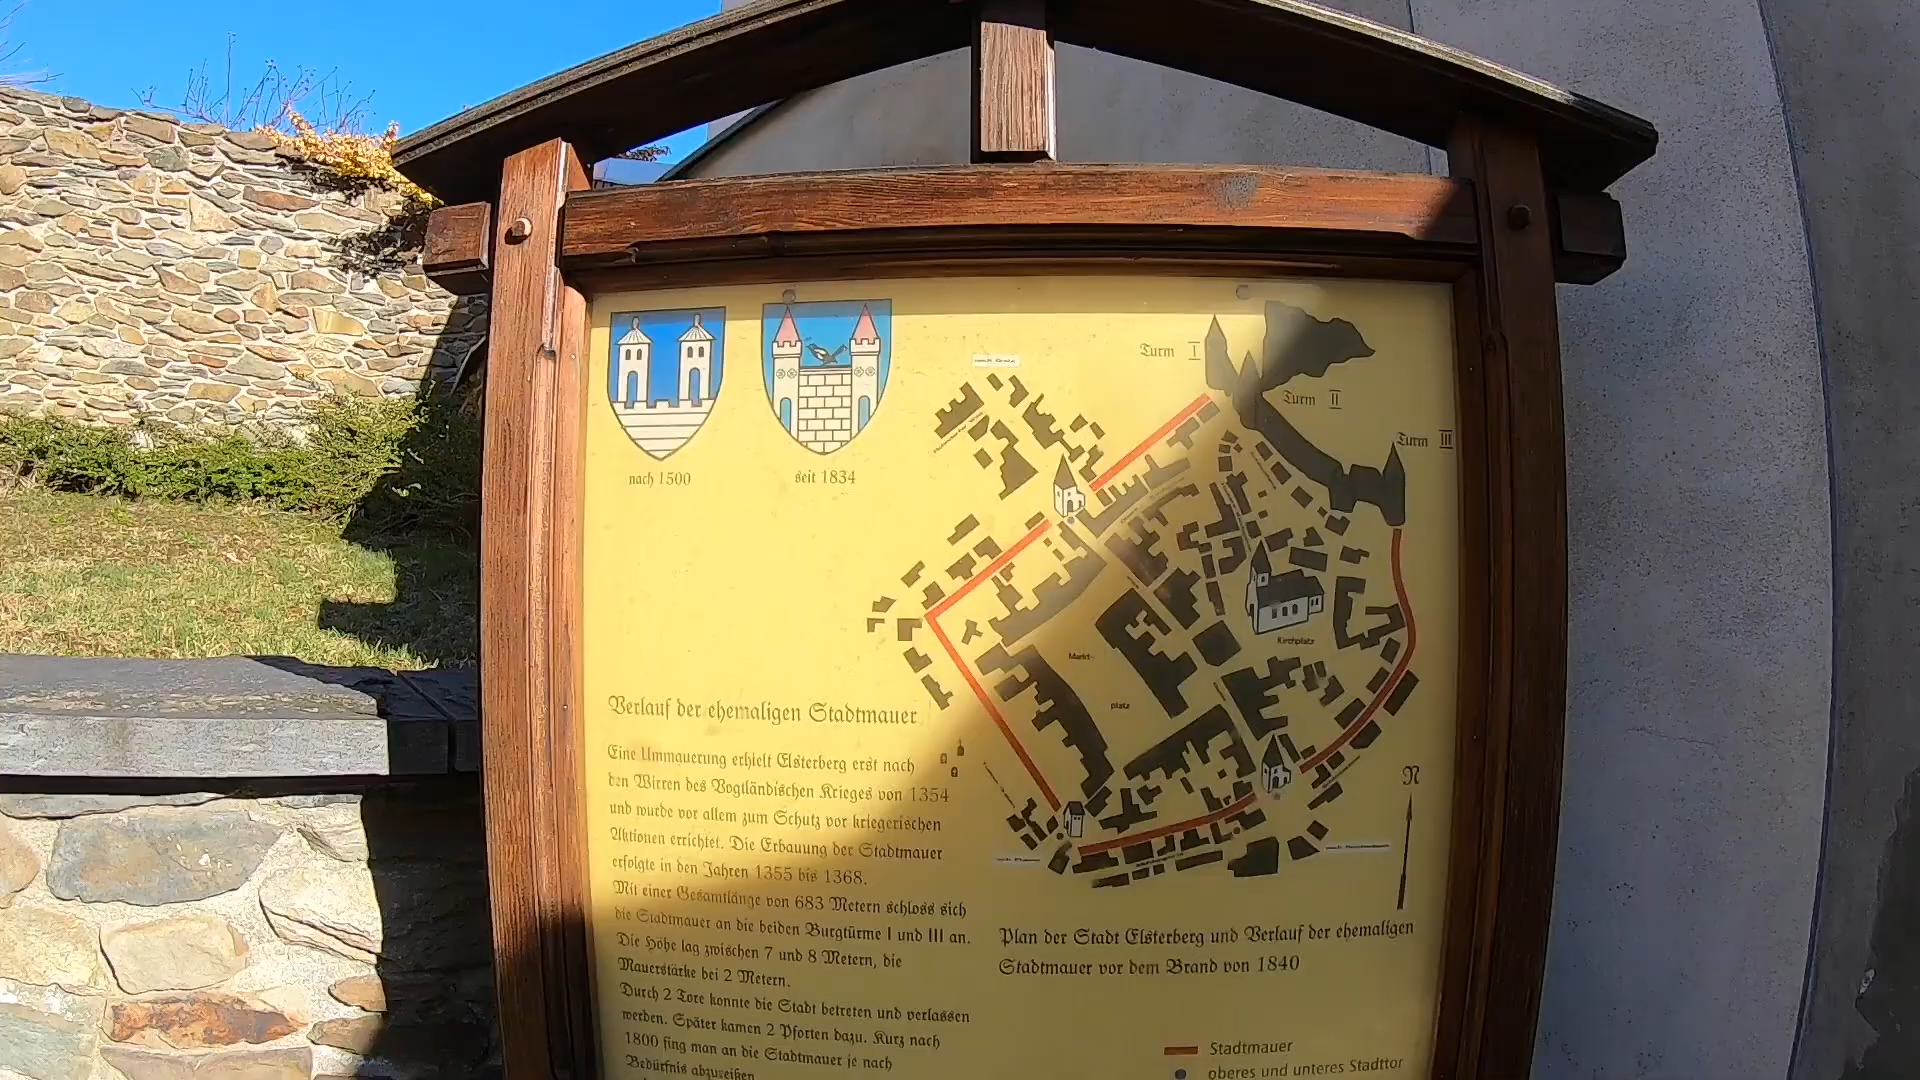 nach 1500
seit 1834
Turm I
Turm II
Turm III
Kirchplatz
Markt-
platz
Verlauf der ehemaligen Stadtmauer
Eine Ummauerung erhielt Elsterberg erst nach
den Wirren des Vogtländischen Krieges von 1354
und wurde vor allem zum Schutz vor kriegerischen
Aktionen errichtet. Die Erbauung der Stadtmauer
erfolgte in den Jahren 1355 bis 1368.
Mit einer Gesamtlänge von 683 Metern schloss sich
die Stadtmauer an die beiden Burgtürme I und III an.
Die Höhe lag zwischen 7 und 8 Metern, die
Mauerstärke bei 2 Metern.
Durch 2 Tore konnte die Stadt betreten und verlassen
werden. Später kamen 2 Pforten dazu. Kurz nach
1800 fing man an die Stadtmauer je nach
Bedürfnis abzureißen
N
Plan der Stadt Elsterberg und Verlauf der ehemaligen
Stadtmauer vor dem Brand von 1840
Stadtmauer
oberes und unteres Stadttor